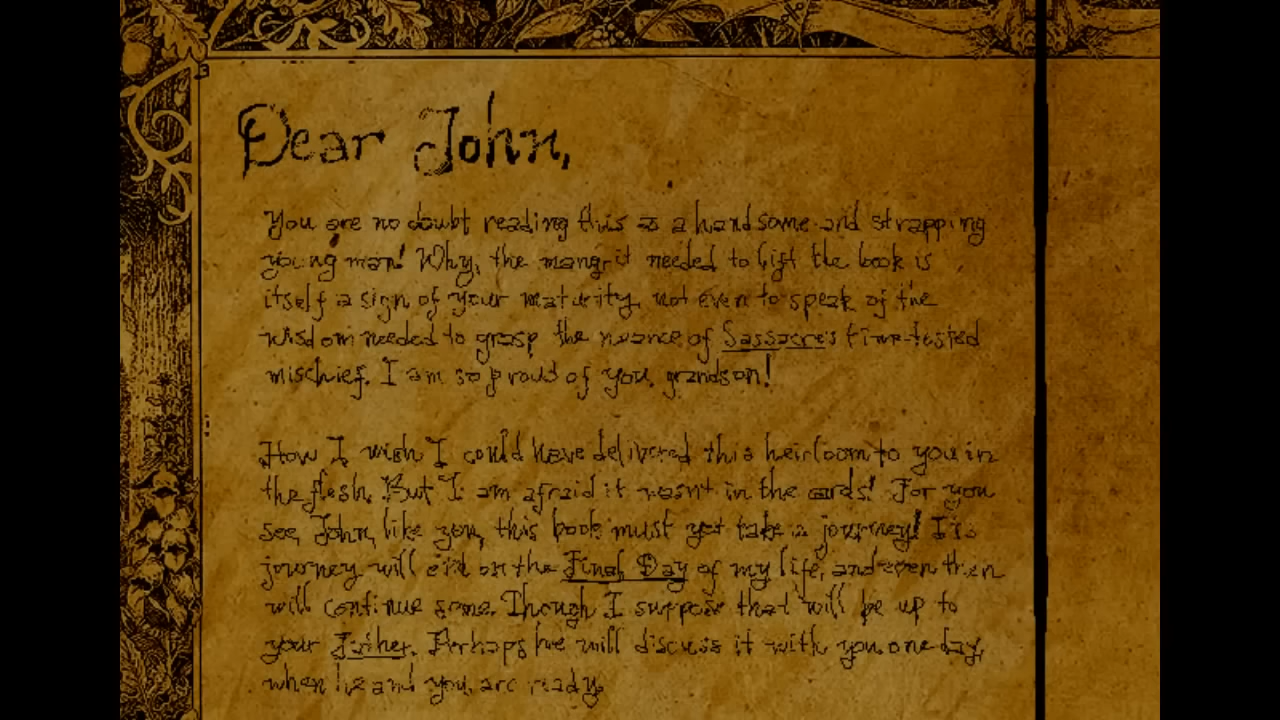 Dear John,
You are no doubt reading this as a handsome and strapping
young man! Why, the mangrit needed to lift the book is
itself a sign of your maturity, not even to speak of the
wisdom needed to grasp the nuance of Sassacre's time-tested
mischief. I am so proud of you, grandson!
How I wish I could have delivered this heirloom to you in
the flesh. But I am afraid it wasn't in the cards! For you
see, John, like you, this book must yet take a journey! Its
journey will end on the Final Day of my life, and even then
will continue some. Though I suppose that will be up to
your Father. Perhaps he will discuss it with you one day,
when he and you are ready.